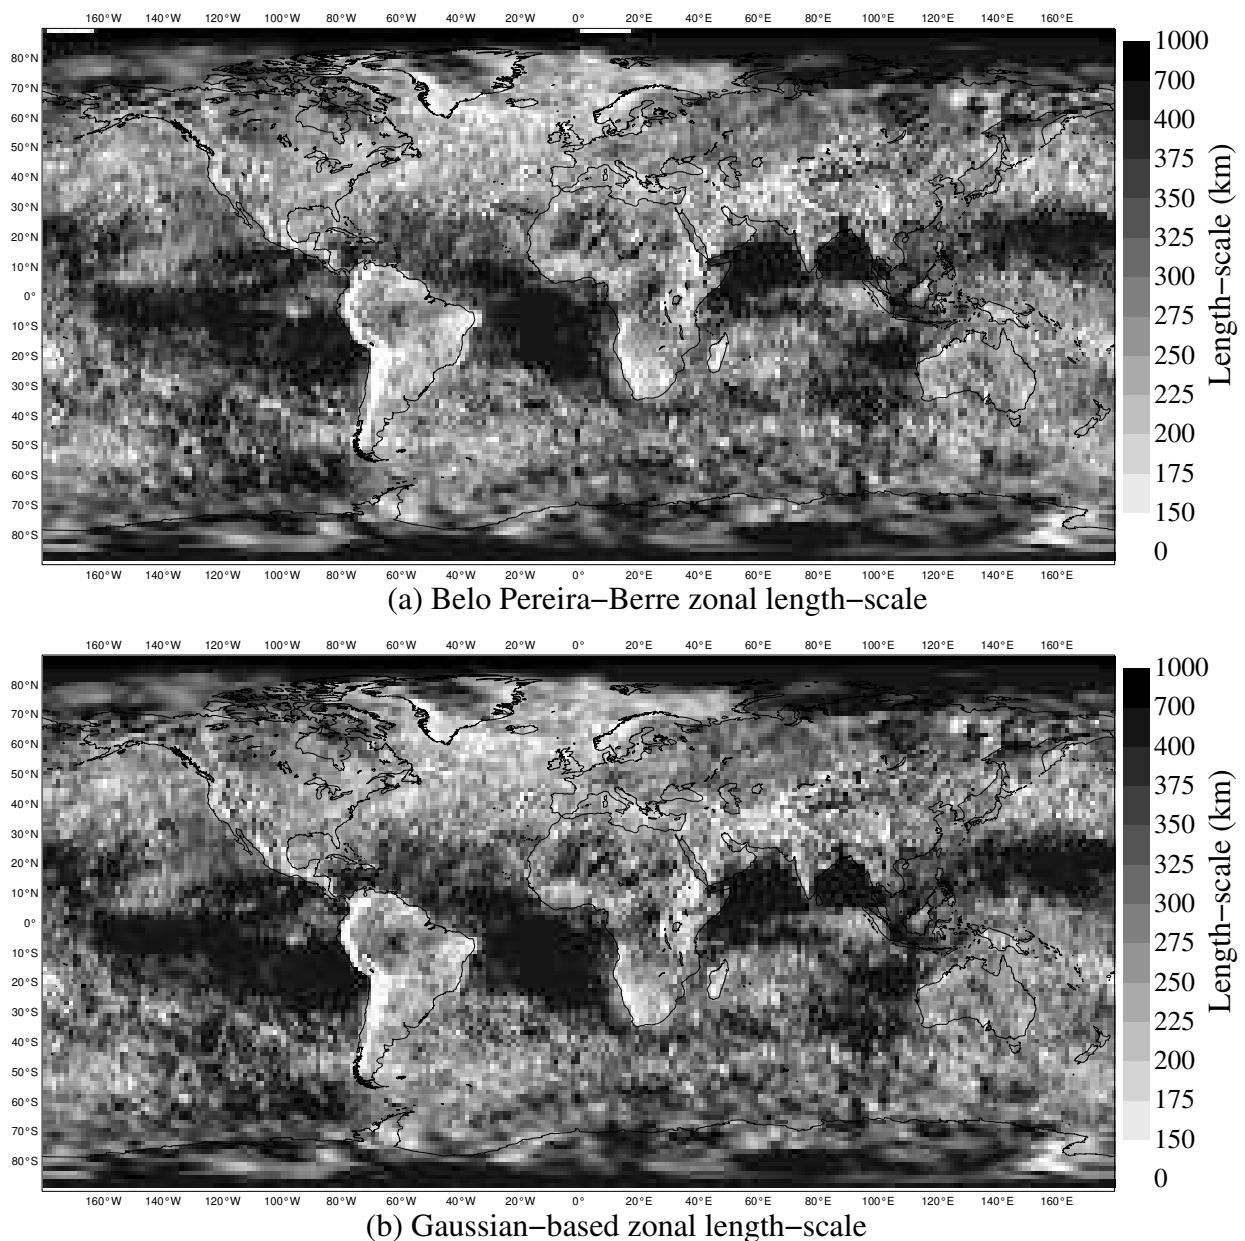 160°W 140°W 120°W 100°W 80°W 60°W 40°W 20°W 0° 20°E 40°E 60°E 80°E 100°E 120°E 140°E 160°E
80°N
70°N
60°N
50°N
40°N
30°N
20°N
10°N
0°
10°S
20°S
30°S
40°S
50°S
60°S
70°S
80°S
1000
700
400
375
350
325
300
275
250
225
200
175
150
0
Length−scale (km)
160°W 140°W 120°W 100°W 80°W 60°W 40°W 20°W 0° 20°E 40°E 60°E 80°E 100°E 120°E 140°E 160°E
(a) Belo Pereira−Berre zonal length−scale
160°W 140°W 120°W 100°W 80°W 60°W 40°W 20°W 0° 20°E 40°E 60°E 80°E 100°E 120°E 140°E 160°E
80°N
70°N
60°N
50°N
40°N
30°N
20°N
10°N
0°
10°S
20°S
30°S
40°S
50°S
60°S
70°S
80°S
1000
700
400
375
350
325
300
275
250
225
200
175
150
0
Length−scale (km)
160°W 140°W 120°W 100°W 80°W 60°W 40°W 20°W 0° 20°E 40°E 60°E 80°E 100°E 120°E 140°E 160°E
(b) Gaussian−based zonal length−scale